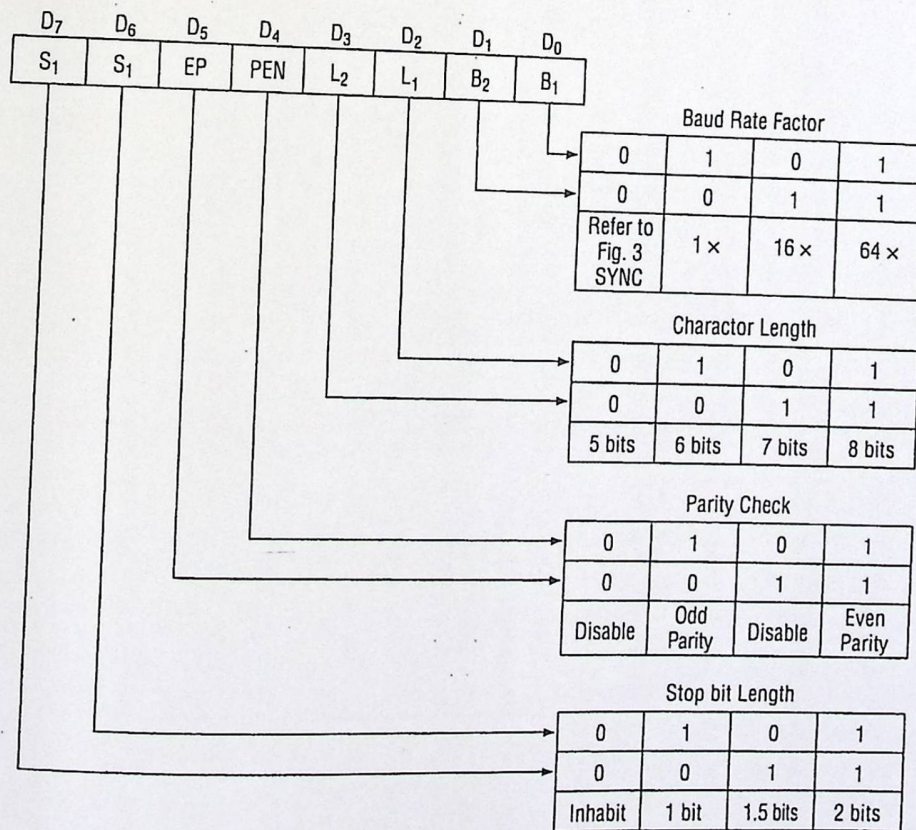 D7 D6 D5 D4 D3 D2 D1 D0
S1 S1 EP PEN L2 L1 B2 B1
Baud Rate Factor
0 1 0 1
0 0 1 1
Refer to Fig. 3 SYNC 1 × 16 × 64 ×
Charactor Length
0 1 0 1
0 0 1 1
5 bits 6 bits 7 bits 8 bits
Parity Check
0 1 0 1
0 0 1 1
Disable Odd Parity Disable Even Parity
Stop bit Length
0 1 0 1
0 0 1 1
Inhabit 1 bit 1.5 bits 2 bits